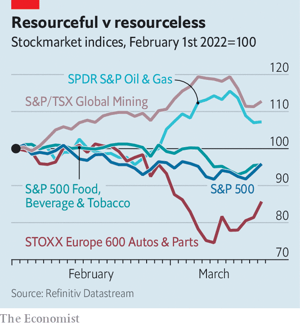 Resourceful v resourceless
Stockmarket indices, February 1st 2022=100
120
SPDR S&P Oil & Gas
S&P/TSX Global Mining
110
100
90
S&P 500 Food,
Beverage & Tobacco
S&P 500
80
STOXX Europe 600 Autos & Parts
70
February
March
Source: Refinitiv Datastream
The Economist